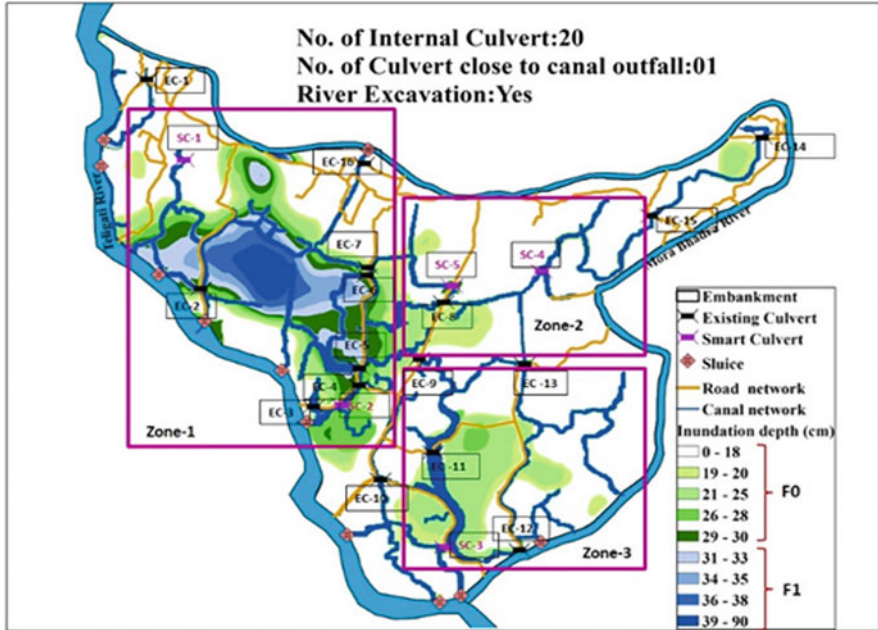 No. of Internal Culvert:20
No. of Culvert close to canal outfall:01
River Excavation:Yes
EC-1
SC-1
EC-16
EC-14
Teligati River
EC-15
Mura Bhadra River
EC-7
SC-5
SC-4
EC-6
EC-2
EC-8
Zone-2
EC-5
EC-9
EC -13
EC-4
EC-3
SC-2
Zone-1
EC -11
EC-10
EC-12
SC-3
Zone-3
Embankment
Existing Culvert
Smart Culvert
Sluice
Road network
Canal network
Inundation depth (cm)
0 - 18
19 - 20
21 - 25
26 - 28
29 - 30
F0
31 - 33
34 - 35
36 - 38
39 - 90
F1